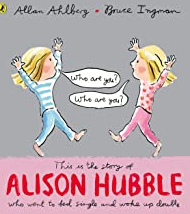 Allan Ahlberg • Bruce Ingman
Who are you?
Who are you?
This is the story of
ALISON HUBBLE
who went to bed single and woke up double